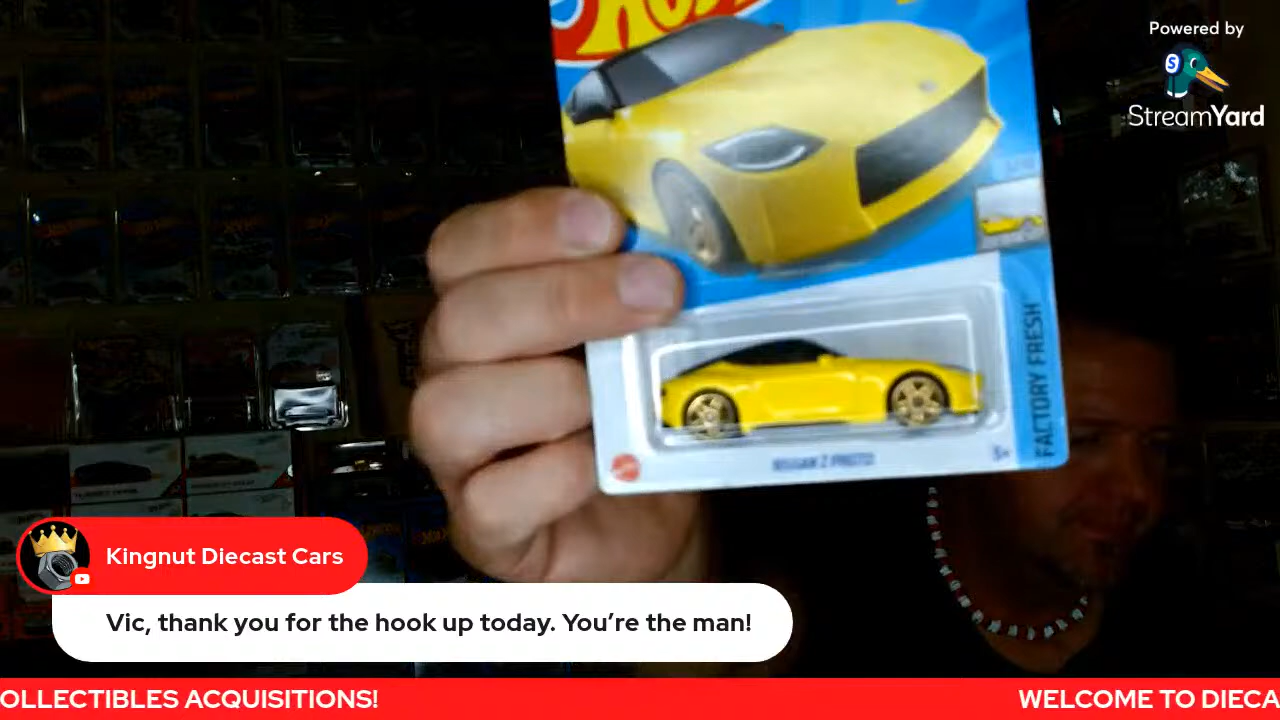 Hot
Powered by
S
StreamYard
FACTORY FRESH
NISSAN Z PROTO
Kingnut Diecast Cars
Vic, thank you for the hook up today. You’re the man!
OLLECTIBLES ACQUISITIONS!
WELCOME TO DIECA